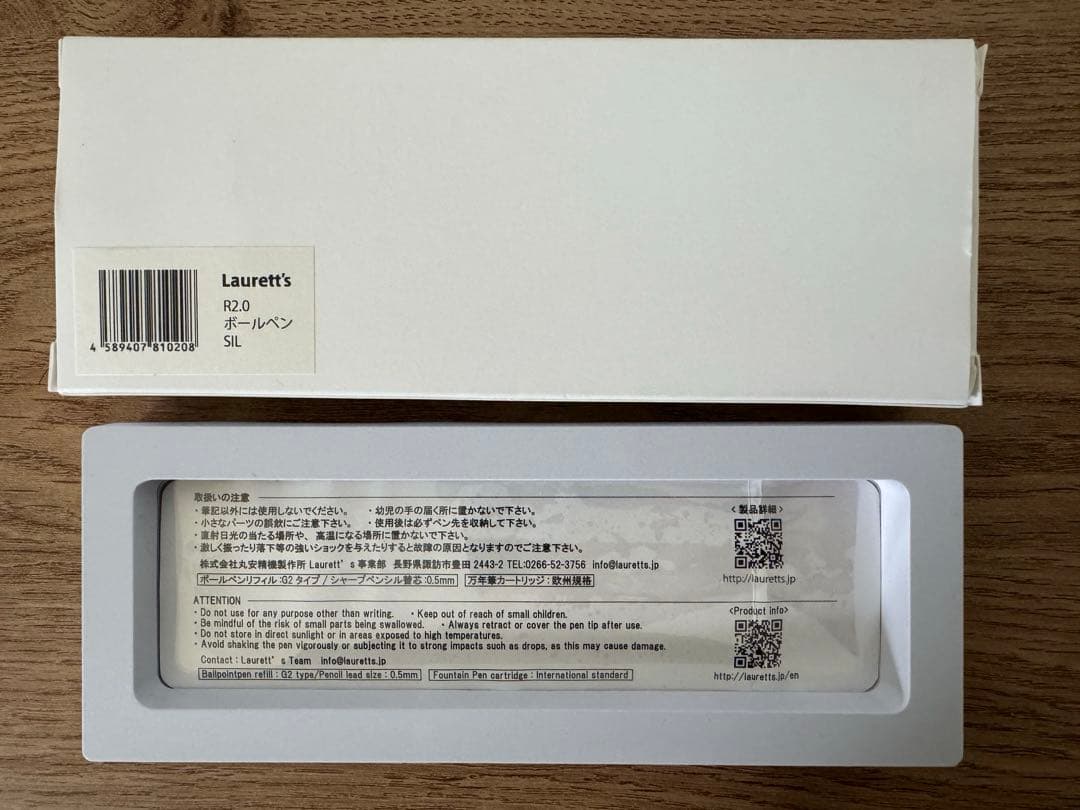 Laurett's
R2.0
ボールペン
SIL
4 589407 810208
取扱いの注意
・筆記以外には使用しないでください。 ・幼児の手の届く所に置かないで下さい。
・小さなパーツの誤飲にご注意下さい。 ・使用後は必ずペン先を収納して下さい。
・直射日光の当たる場所や、高温になる場所に置かないで下さい。
・激しく振ったり落下等の強いショックを与えたりすると故障の原因となりますのでご注意下さい。
株式会社丸安精機製作所 Laurett's事業部 長野県諏訪市豊田 2443-2 TEL:0266-52-3756 info@lauretts.jp
ボールペンリフィル:G2タイプ/シャープペンシル替芯:0.5mm 万年筆カートリッジ:欧州規格
<製品詳細>
http://lauretts.jp
ATTENTION
・Do not use for any purpose other than writing. ・Keep out of reach of small children.
・Be mindful of the risk of small parts being swallowed. ・Always retract or cover the pen tip after use.
・Do not store in direct sunlight or in areas exposed to high temperatures.
・Avoid shaking the pen vigorously or subjecting it to strong impacts such as drops, as this may cause damage.
Contact : Laurett's Team info@lauretts.jp
Ballpointpen refill : G2 type/Pencil lead size : 0.5mm Fountain Pen cartridge : International standard
<Product info>
http://lauretts.jp/en